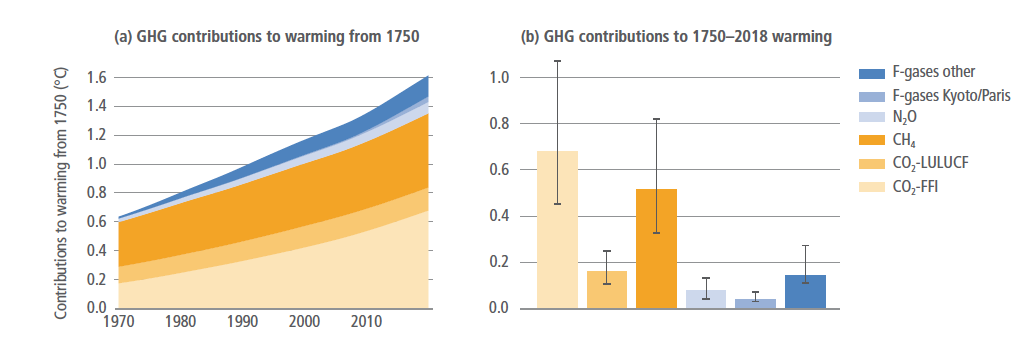 (a) GHG contributions to warming from 1750
Contributions to warming from 1750 (°C)
1.6
1.4
1.2
1.0
0.8
0.6
0.4
0.2
0.0
1970 1980 1990 2000 2010
(b) GHG contributions to 1750–2018 warming
1.0
0.8
0.6
0.4
0.2
0.0
F-gases other
F-gases Kyoto/Paris
N₂O
CH₄
CO₂-LULUCF
CO₂-FFI